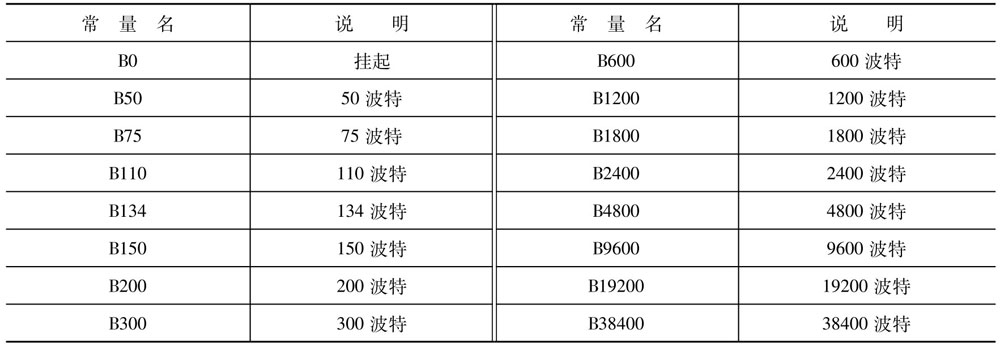 常 量 名 说 明 常 量 名 说 明
B0 挂起 B600 600 波特
B50 50 波特 B1200 1200 波特
B75 75 波特 B1800 1800 波特
B110 110 波特 B2400 2400 波特
B134 134 波特 B4800 4800 波特
B150 150 波特 B9600 9600 波特
B200 200 波特 B19200 19200 波特
B300 300 波特 B38400 38400 波特